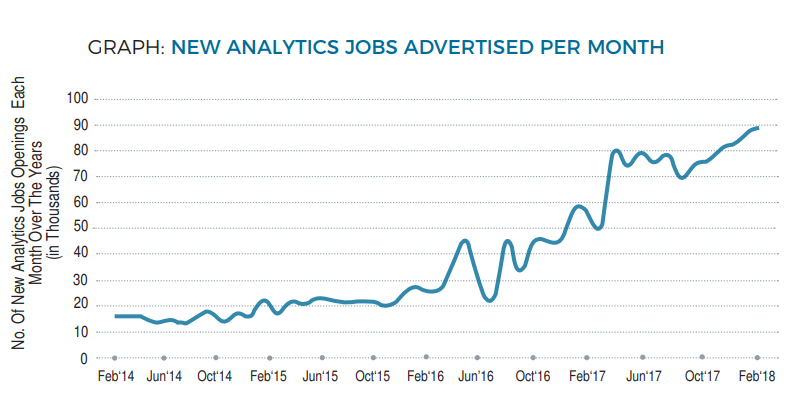 GRAPH: NEW ANALYTICS JOBS ADVERTISED PER MONTH
No. Of New Analytics Jobs Openings Each
Month Over The Years
(in Thousands)
100
90
80
70
60
50
40
30
20
10
0
Feb'14 Jun'14 Oct'14 Feb'15 Jun'15 Oct'15 Feb'16 Jun'16 Oct'16 Feb'17 Jun'17 Oct'17 Feb'18